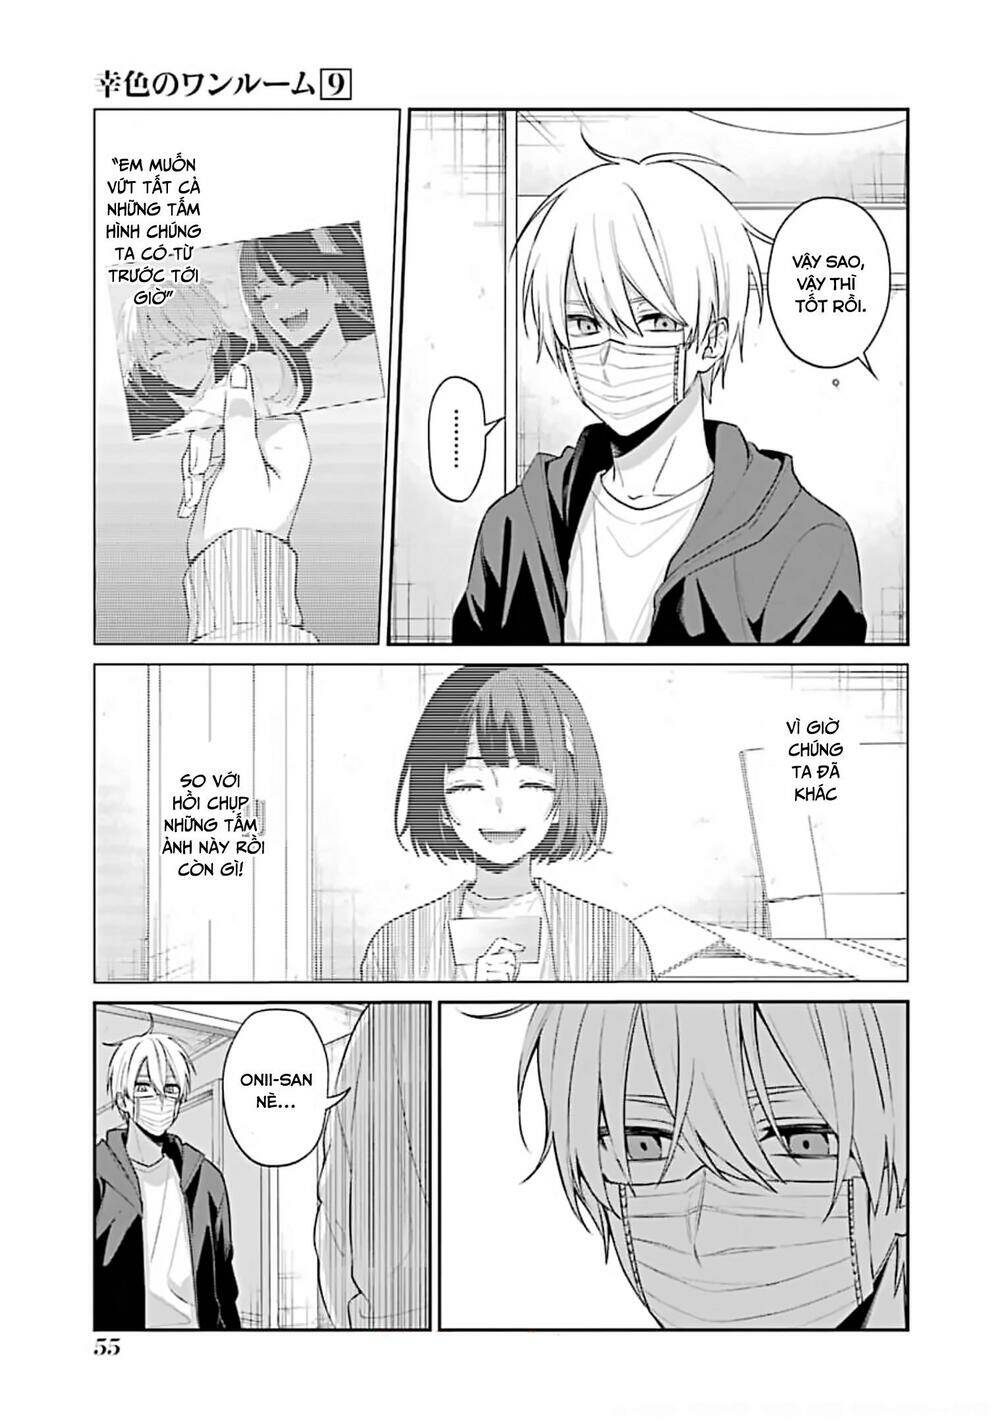 幸色のワンルーム9
VẬY SAO,
VẬY THÌ
TỐT RỒI.
.........
"EM MUỐN
VỨT TẤT CẢ
NHỮNG TẤM
HÌNH CHÚNG
TA CÓ TỪ
TRƯỚC TỚI
GIỜ"
VÌ GIỜ
CHÚNG
TA ĐÃ
KHÁC
SO VỚI
HỒI CHỤP
NHỮNG TẤM
ẢNH NÀY RỒI
CÒN GÌ!
ONII-SAN
NÈ...
55